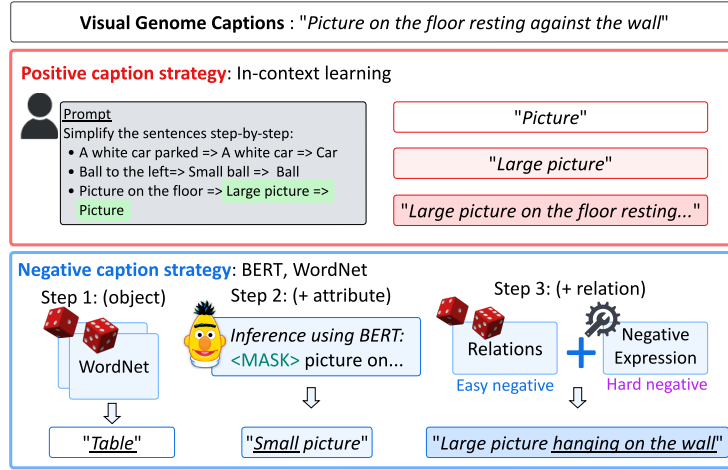 Visual Genome Captions : "Picture on the floor resting against the wall"
Positive caption strategy: In-context learning
Prompt
Simplify the sentences step-by-step:
• A white car parked => A white car => Car
• Ball to the left=> Small ball => Ball
• Picture on the floor => Large picture =>
Picture
"Picture"
"Large picture"
"Large picture on the floor resting..."
Negative caption strategy: BERT, WordNet
Step 1: (object)
WordNet
"Table"
Step 2: (+ attribute)
Inference using BERT:
<MASK> picture on...
"Small picture"
Step 3: (+ relation)
Relations
Easy negative
+
Negative
Expression
Hard negative
"Large picture hanging on the wall"